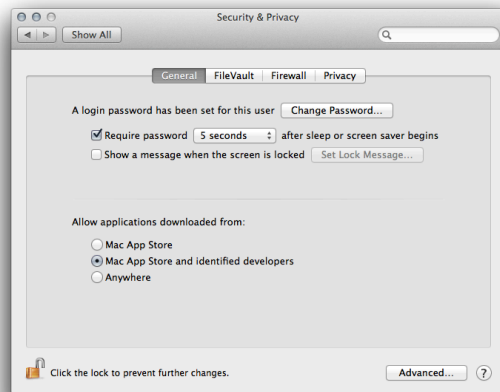 Security & Privacy
Show All
General FileVault Firewall Privacy
A login password has been set for this user Change Password...
Require password 5 seconds after sleep or screen saver begins
Show a message when the screen is locked Set Lock Message...
Allow applications downloaded from:
Mac App Store
Mac App Store and identified developers
Anywhere
Click the lock to prevent further changes. Advanced... ?